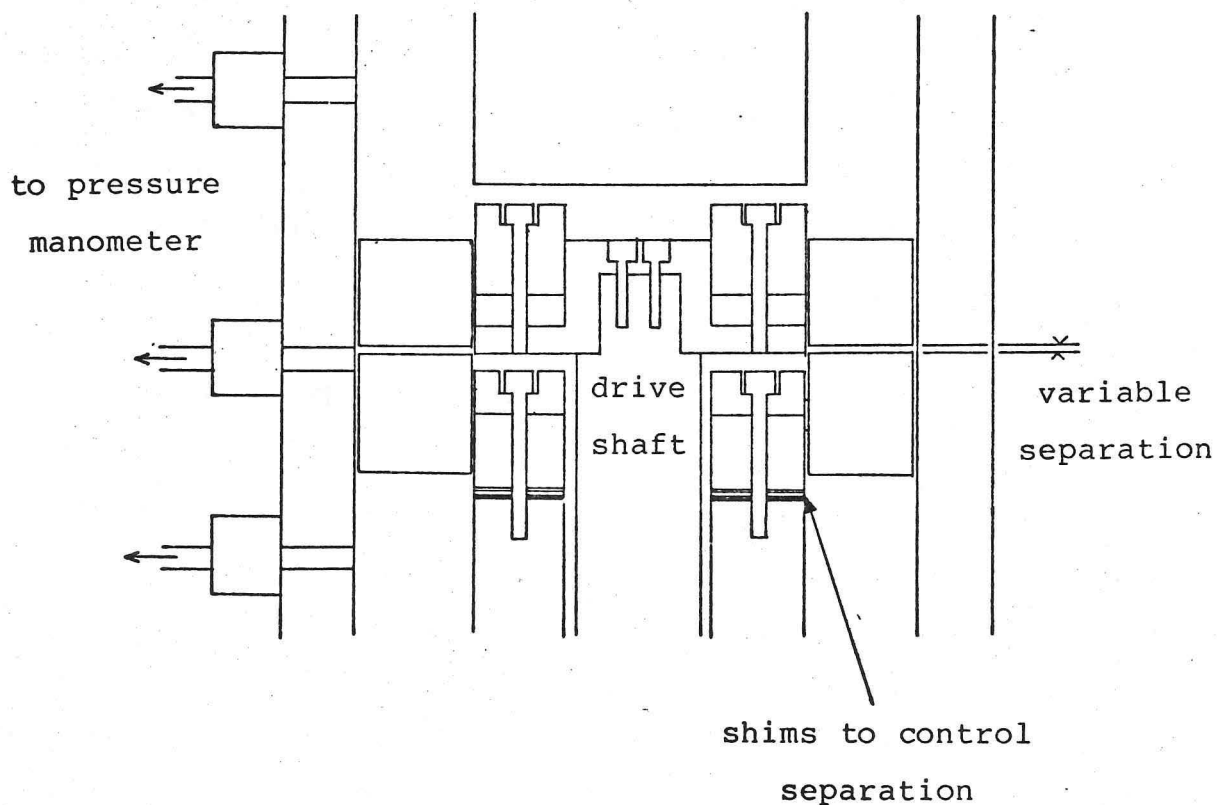 to pressure
manometer
drive
shaft
variable
separation
shims to control
separation